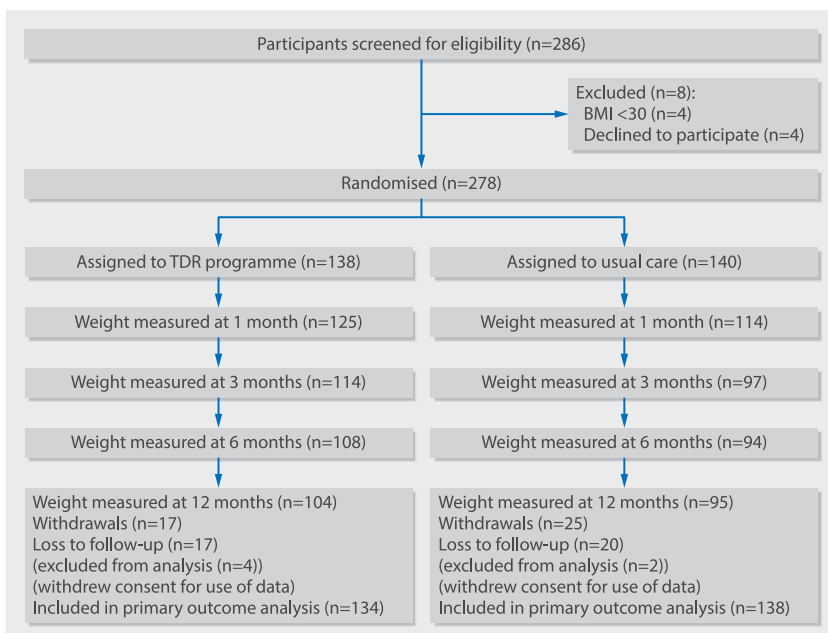 Participants screened for eligibility (n=286)
Excluded (n=8):
BMI <30 (n=4)
Declined to participate (n=4)
Randomised (n=278)
Assigned to TDR programme (n=138)
Assigned to usual care (n=140)
Weight measured at 1 month (n=125)
Weight measured at 1 month (n=114)
Weight measured at 3 months (n=114)
Weight measured at 3 months (n=97)
Weight measured at 6 months (n=108)
Weight measured at 6 months (n=94)
Weight measured at 12 months (n=104)
Withdrawals (n=17)
Loss to follow-up (n=17)
(excluded from analysis (n=4))
(withdrew consent for use of data)
Included in primary outcome analysis (n=134)
Weight measured at 12 months (n=95)
Withdrawals (n=25)
Loss to follow-up (n=20)
(excluded from analysis (n=2))
(withdrew consent for use of data)
Included in primary outcome analysis (n=138)